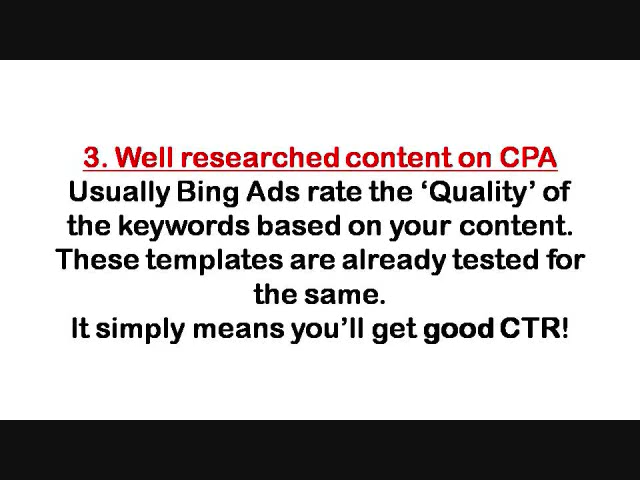 3. Well researched content on CPA
Usually Bing Ads rate the ‘Quality’ of
the keywords based on your content.
These templates are already tested for
the same.
It simply means you’ll get good CTR!